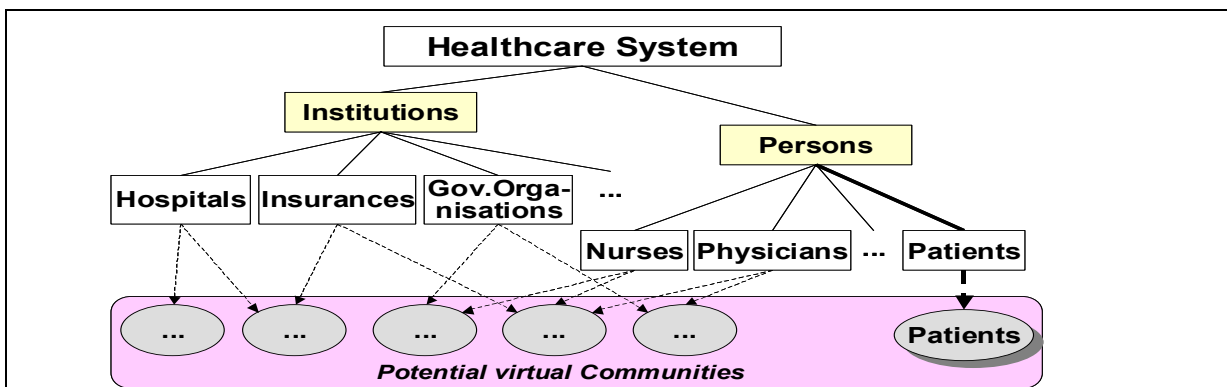 Healthcare System
Institutions
Persons
Hospitals
Insurances
Gov.Orga-
nisations
...
Nurses
Physicians
...
Patients
...
...
...
...
...
Patients
Potential virtual Communities